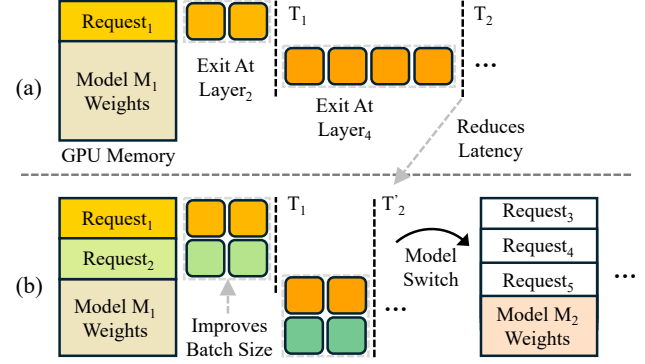 Request₁
T₁
T₂
(a)
Model M₁
Weights
Exit At
Layer₂
...
Exit At
Layer₄
GPU Memory
Reduces
Latency
Request₁
T₁
T'₂
Request₃
Request₂
Model
Switch
Request₄
(b)
Request₅
...
...
Model M₁
Weights
Improves
Batch Size
Model M₂
Weights